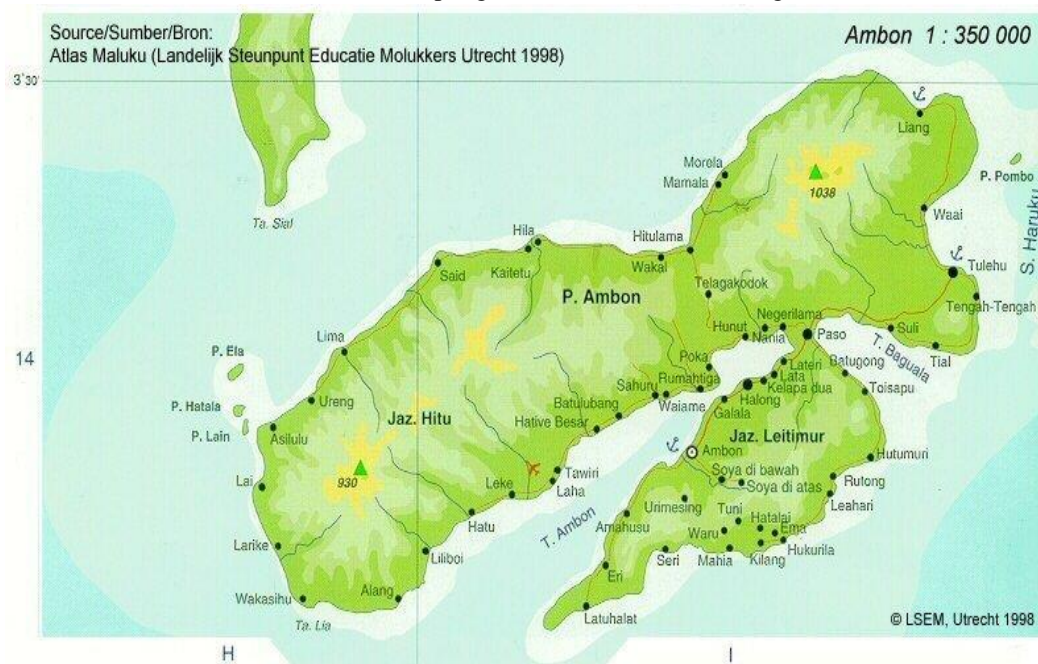 Source/Sumber/Bron:
Atlas Maluku (Landelijk Steunpunt Educatie Molukkers Utrecht 1998)
Ambon 1 : 350 000
3°30'
Liang
Morela
Mamala
1038
P. Pombo
Ta. Sial
Waai
S. Haruku
Hila
Hitulama
Kaitetu
Wakal
Said
Tulehu
P. Ambon
Telagakodok
Tengah-Tengah
Negerilama
Lima
Hunut
Nania
Paso
Suli
14
T. Baguala
Tial
P. Ela
Poka
Lateri
Batugong
Rumahtiga
Lata
Toisapu
Sahuru
Kelapa dua
P. Hatala
Ureng
Batulubang
Waiame
Halong
Galala
Jaz. Hitu
Hative Besar
P. Lain
Asilulu
Jaz. Leitimur
Ambon
Hutumuri
930
Tawiri
Soya di bawah
Lai
Leke
Laha
Soya di atas
Rutong
Urimesing
Leahari
Hatu
T. Ambon
Amahusu
Tuni
Hatalai
Waru
Ema
Larike
Liliboi
Seri
Mahia
Kilang
Hukurila
Eri
Wakasihu
Alang
Latuhalat
Ta. Lia
© LSEM, Utrecht 1998
H
I